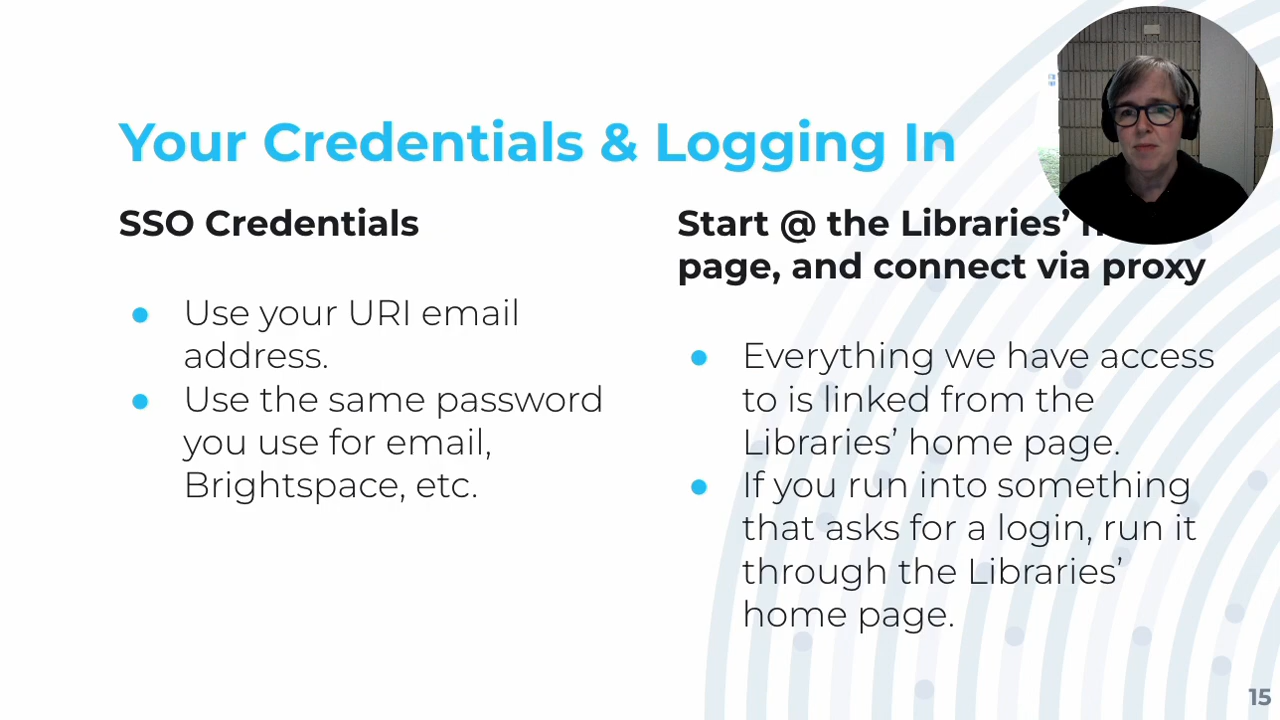 Your Credentials & Logging In
SSO Credentials
Use your URI email
address.
Use the same password
you use for email,
Brightspace, etc.
Start @ the Libraries’
page, and connect via proxy
Everything we have access
to is linked from the
Libraries’ home page.
If you run into something
that asks for a login, run it
through the Libraries’
home page.
15